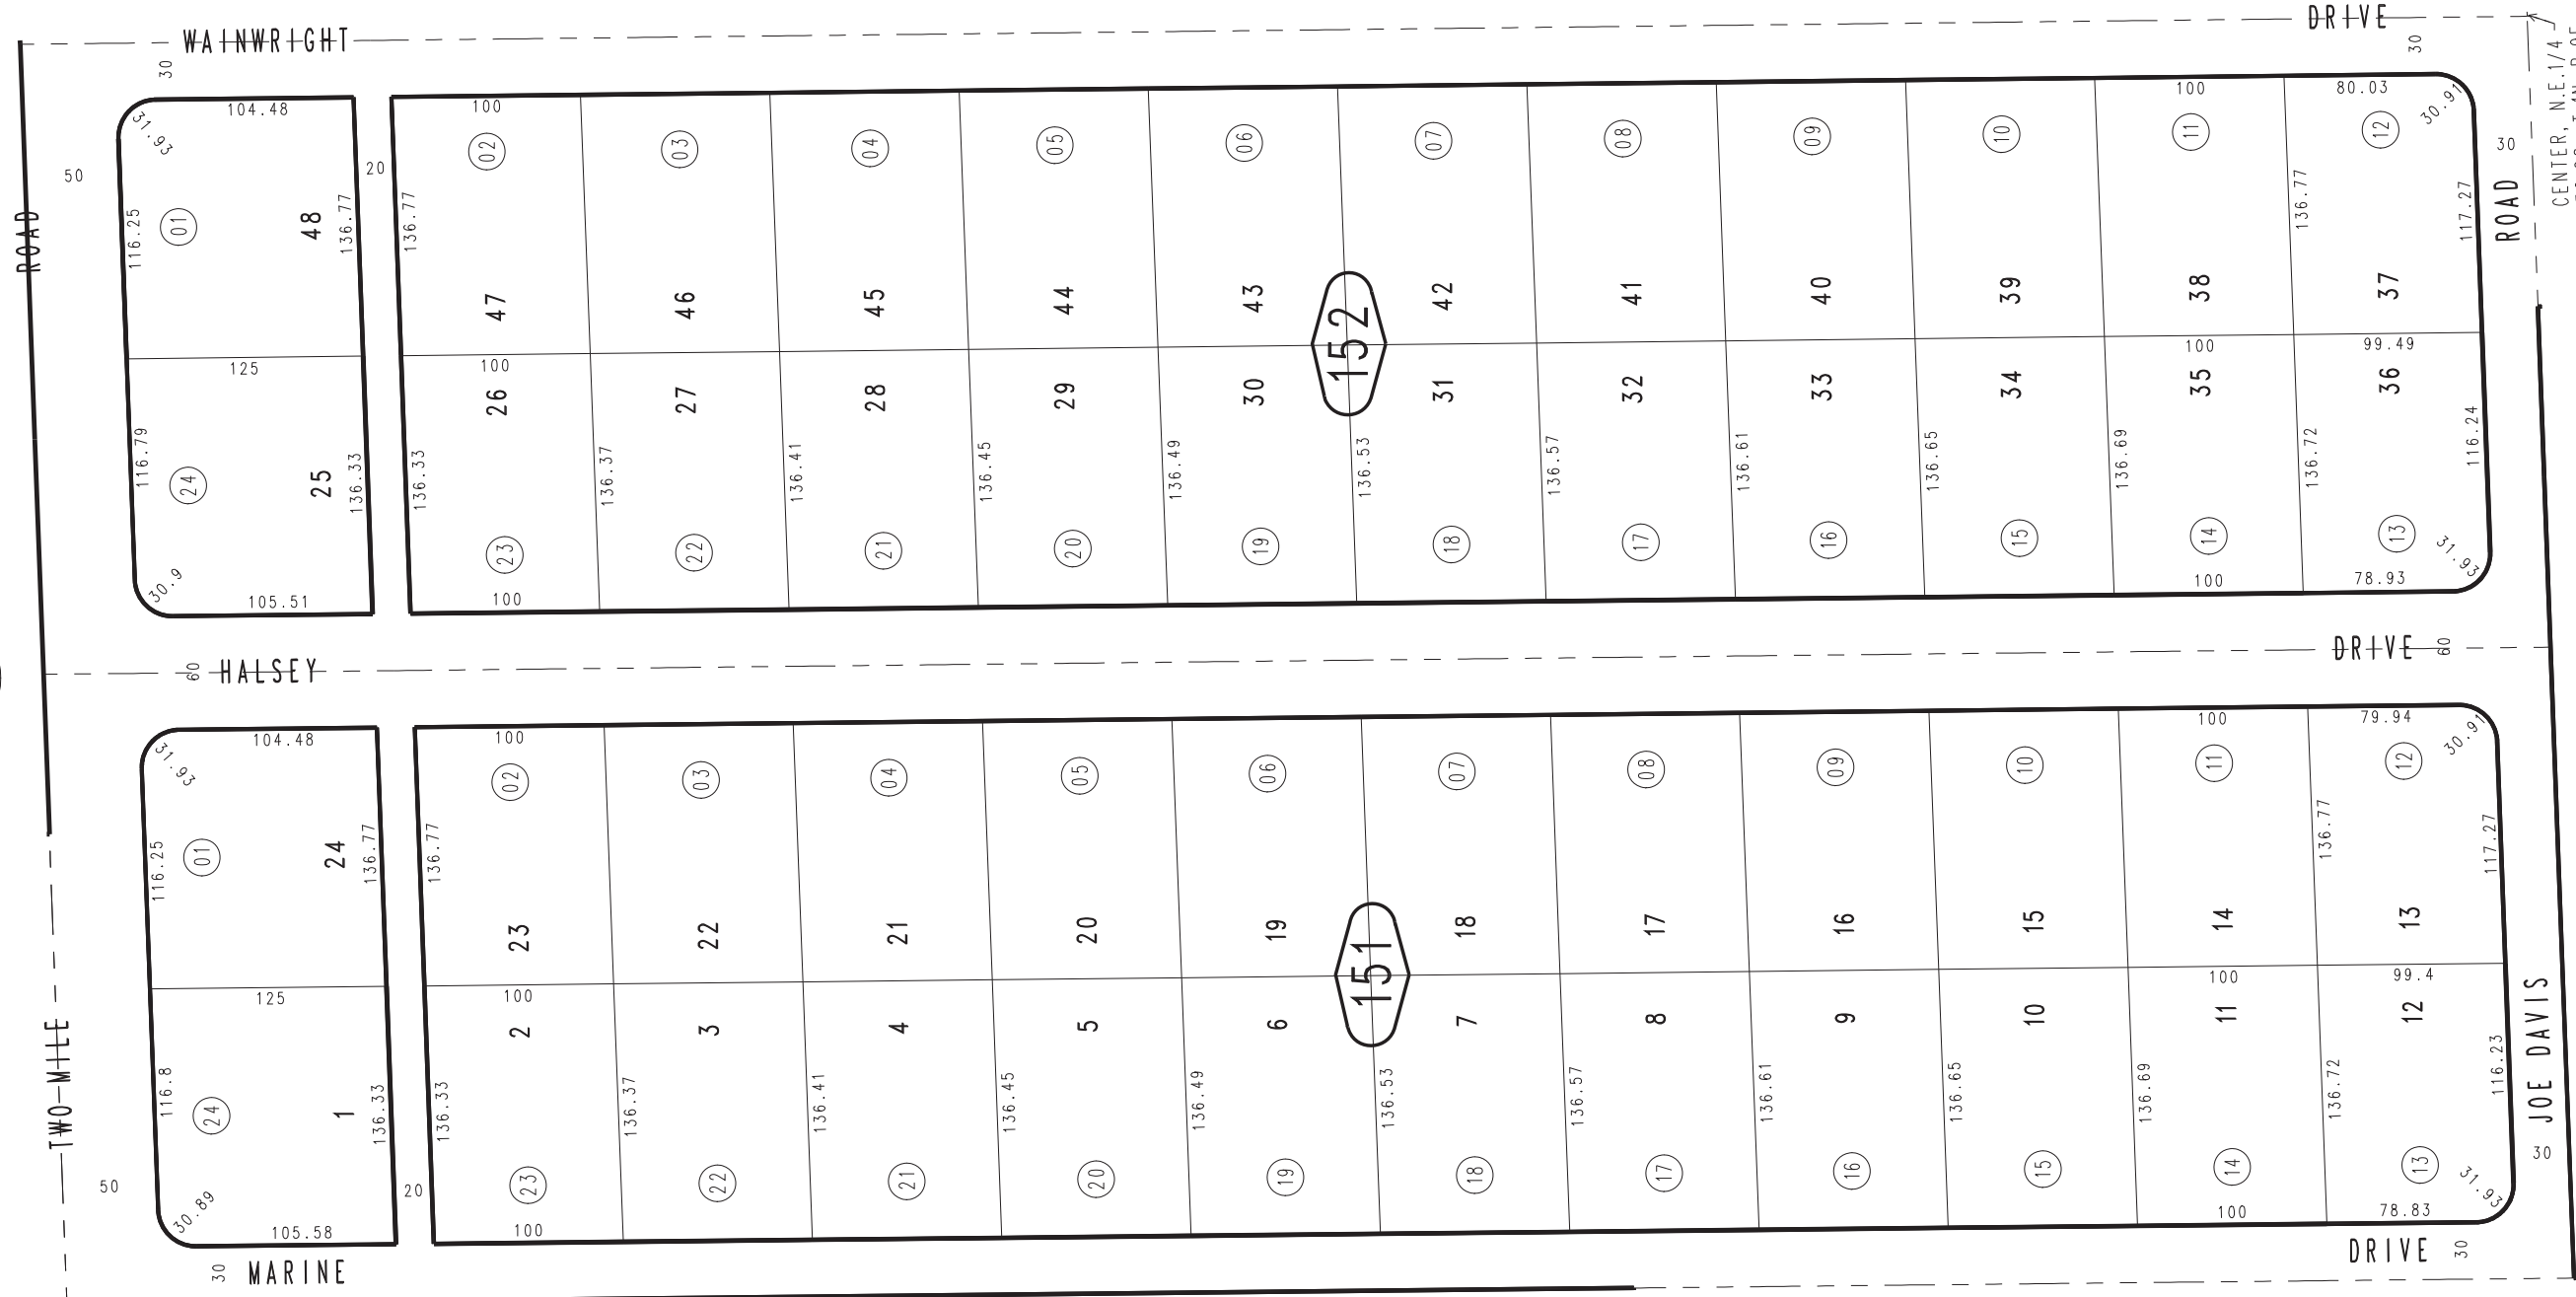 WAINWRIGHT DRIVE
30 30
104.48 100 100 80.03
31.93 30.91
CENTER, N.E.1/4
02 03 04 05 06 07 08 09 10 11 12
50 20 30
01 48
116.25 136.77 136.77 136.77 117.27
ROAD ROAD
47 46 45 44 43 42 41 40 39 38 37
152
125 100 100 99.49
26 27 28 29 30 31 32 33 34 35 36
116.79 136.33 136.33 136.37 136.41 136.45 136.49 136.53 136.57 136.61 136.65 136.69 136.72 116.24
24 25
23 22 21 20 19 18 17 16 15 14 13
30.9 31.93
105.51 100 100 78.93
60 HALSEY DRIVE 60
104.48 100 100 79.94
31.93 30.91
02 03 04 05 06 07 08 09 10 11 12
01 24
116.25 136.77 136.77 136.77 117.27
23 22 21 20 19 18 17 16 15 14 13
151
125 100 100 99.4
2 3 4 5 6 7 8 9 10 11 12
TWO-MILE JOE DAVIS
116.8 136.33 136.33 136.37 136.41 136.45 136.49 136.53 136.57 136.61 136.65 136.69 136.72 116.23
24 1
23 22 21 20 19 18 17 16 15 14 13
50 20 30
30.89 31.93
105.58 100 100 78.83
30 MARINE DRIVE 30